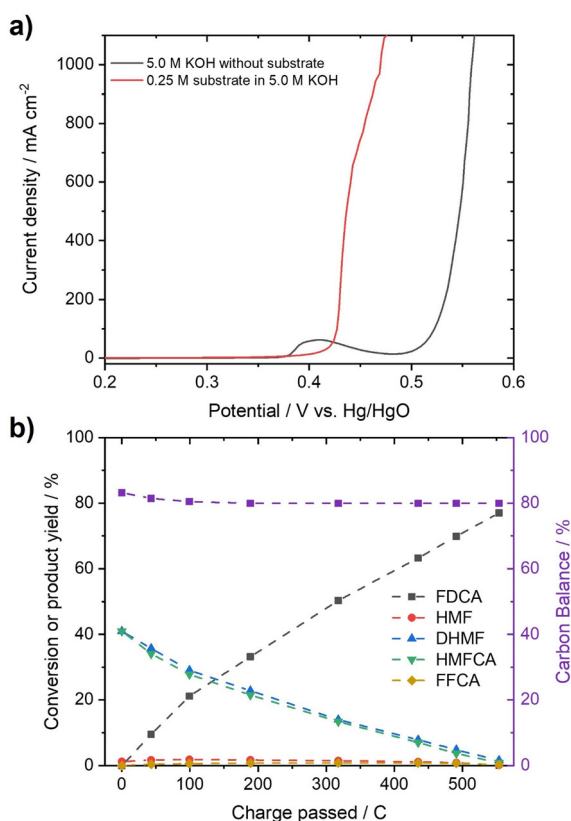 a)
1000
800
600
400
200
0
5.0 M KOH without substrate
0.25 M substrate in 5.0 M KOH
Current density / mA cm⁻²
0.2 0.3 0.4 0.5 0.6
Potential / V vs. Hg/HgO
b)
100
80
60
40
20
0
Conversion or product yield / %
FDCA
HMF
DHMF
HMFCA
FFCA
100
80
60
40
20
0
Carbon Balance / %
0 100 200 300 400 500
Charge passed / C